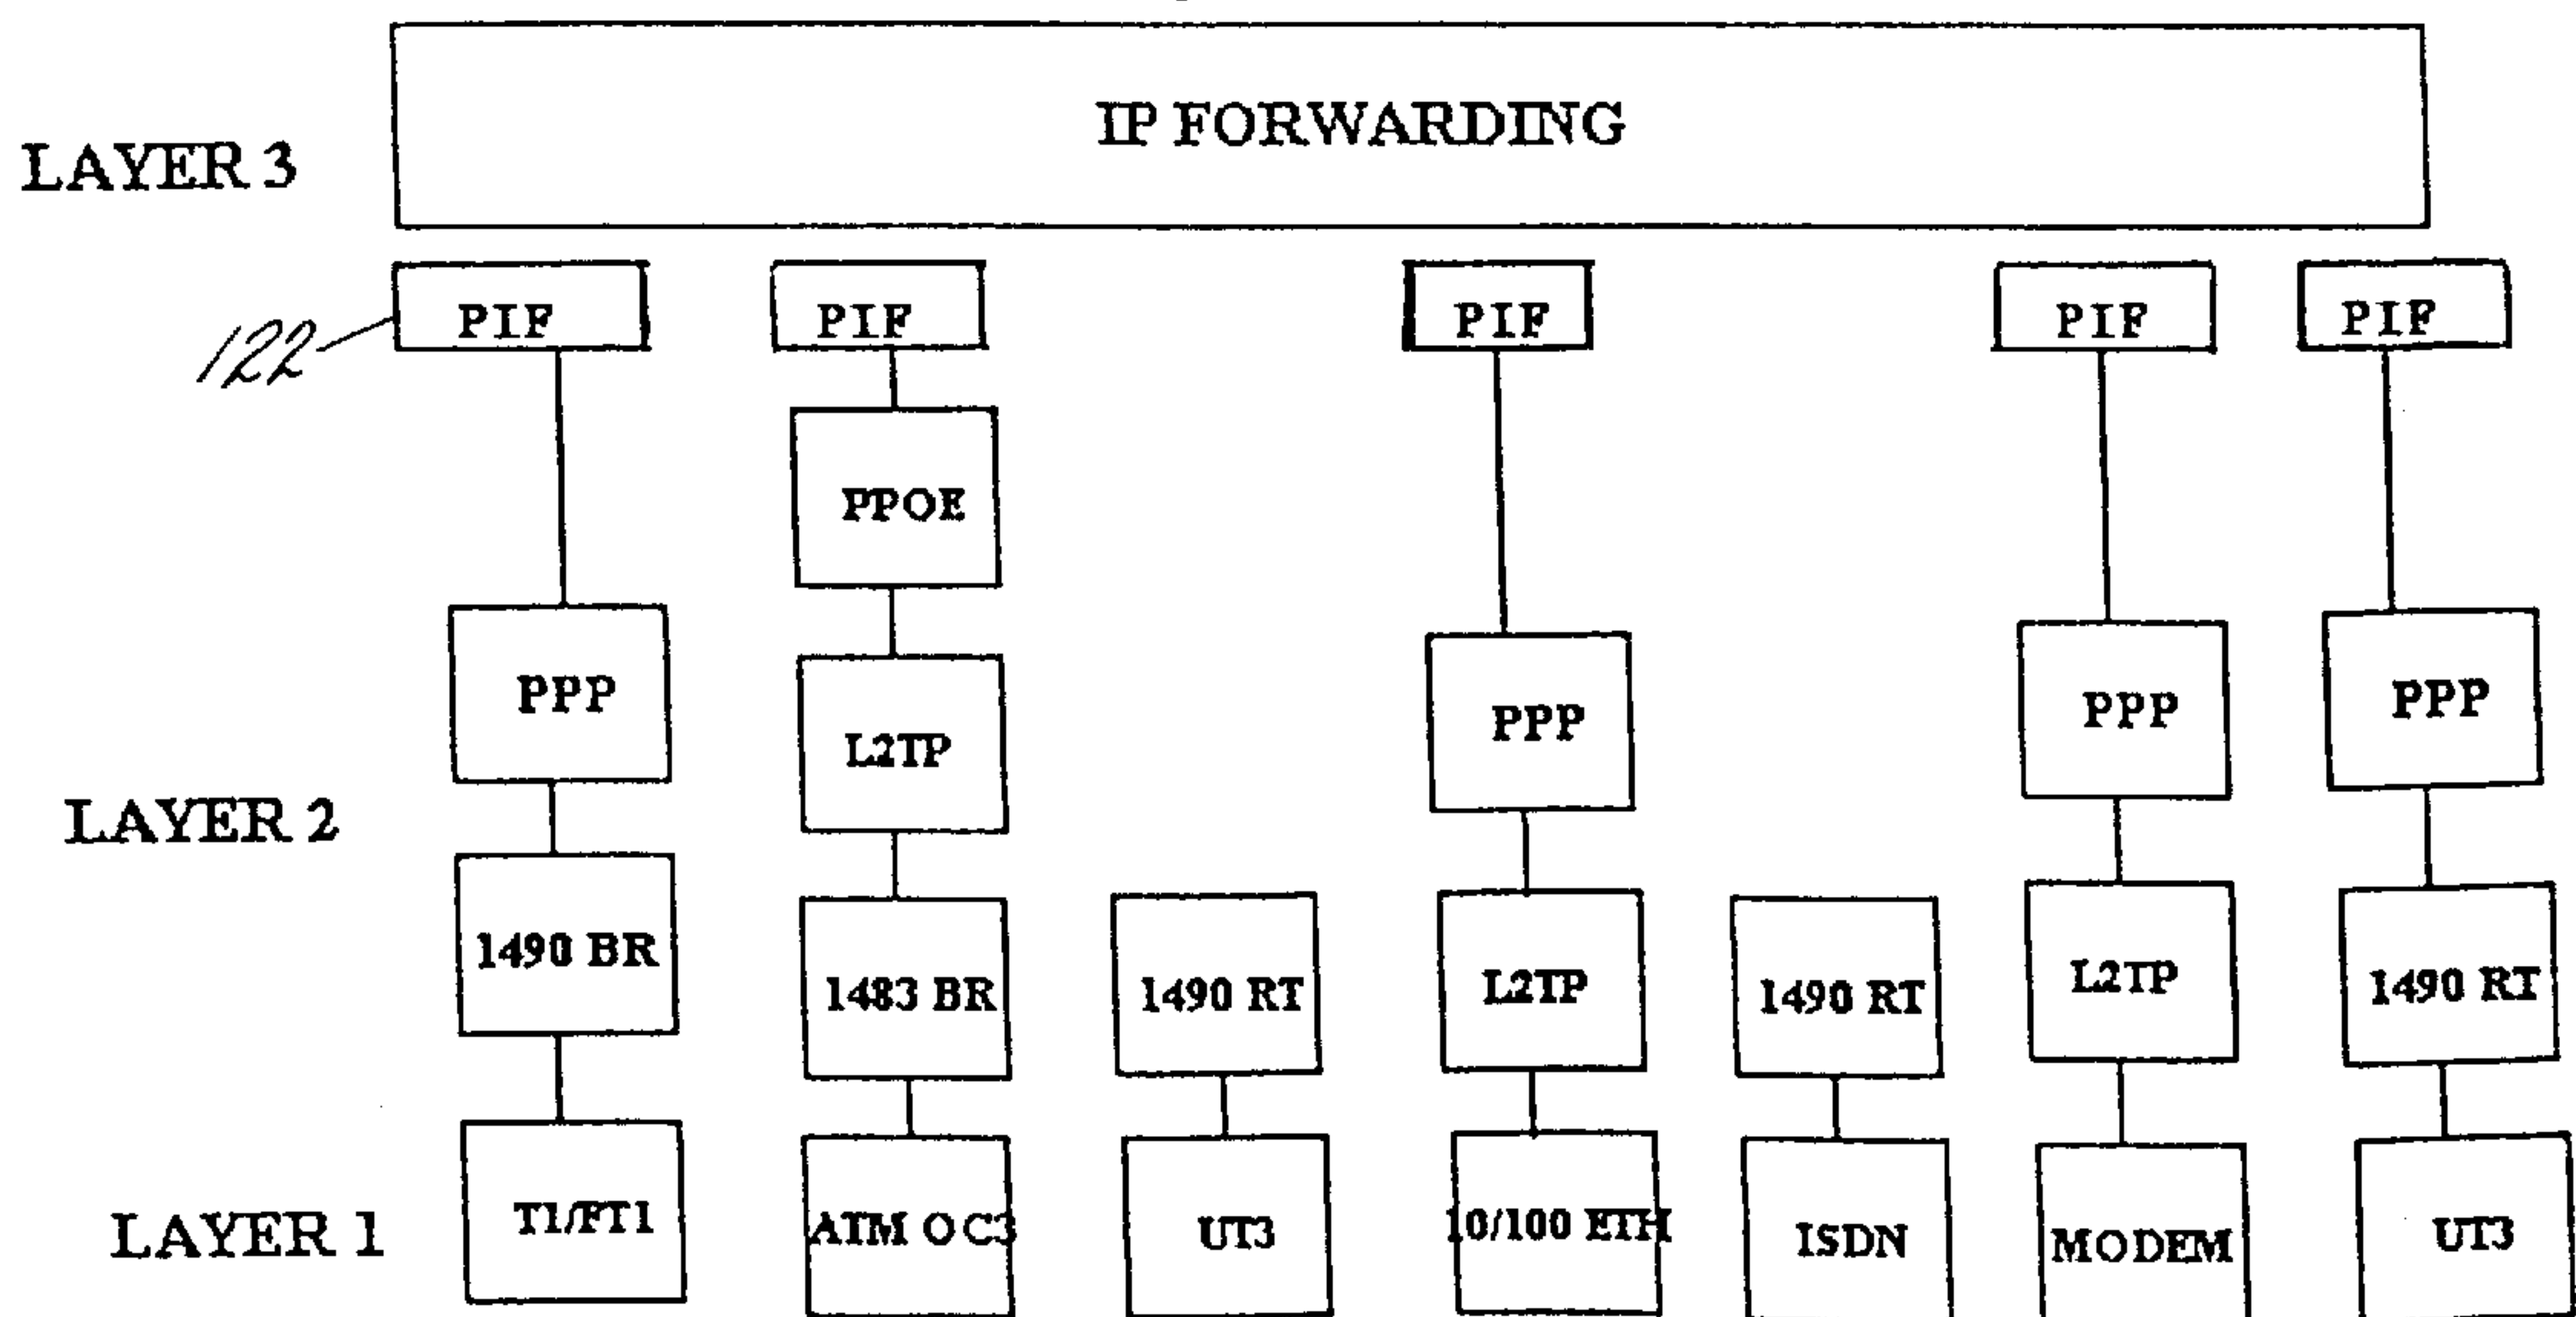 IP FORWARDING
LAYER 3
PIF PIF PIF PIF PIF
122
PPOE
PPP L2TP PPP PPP PPP
LAYER 2
1490 BR 1483 BR 1490 RT L2TP 1490 RT L2TP 1490 RT
LAYER 1 T1/FT1 ATM OC3 UT3 10/100 ETH ISDN MODEM UT3